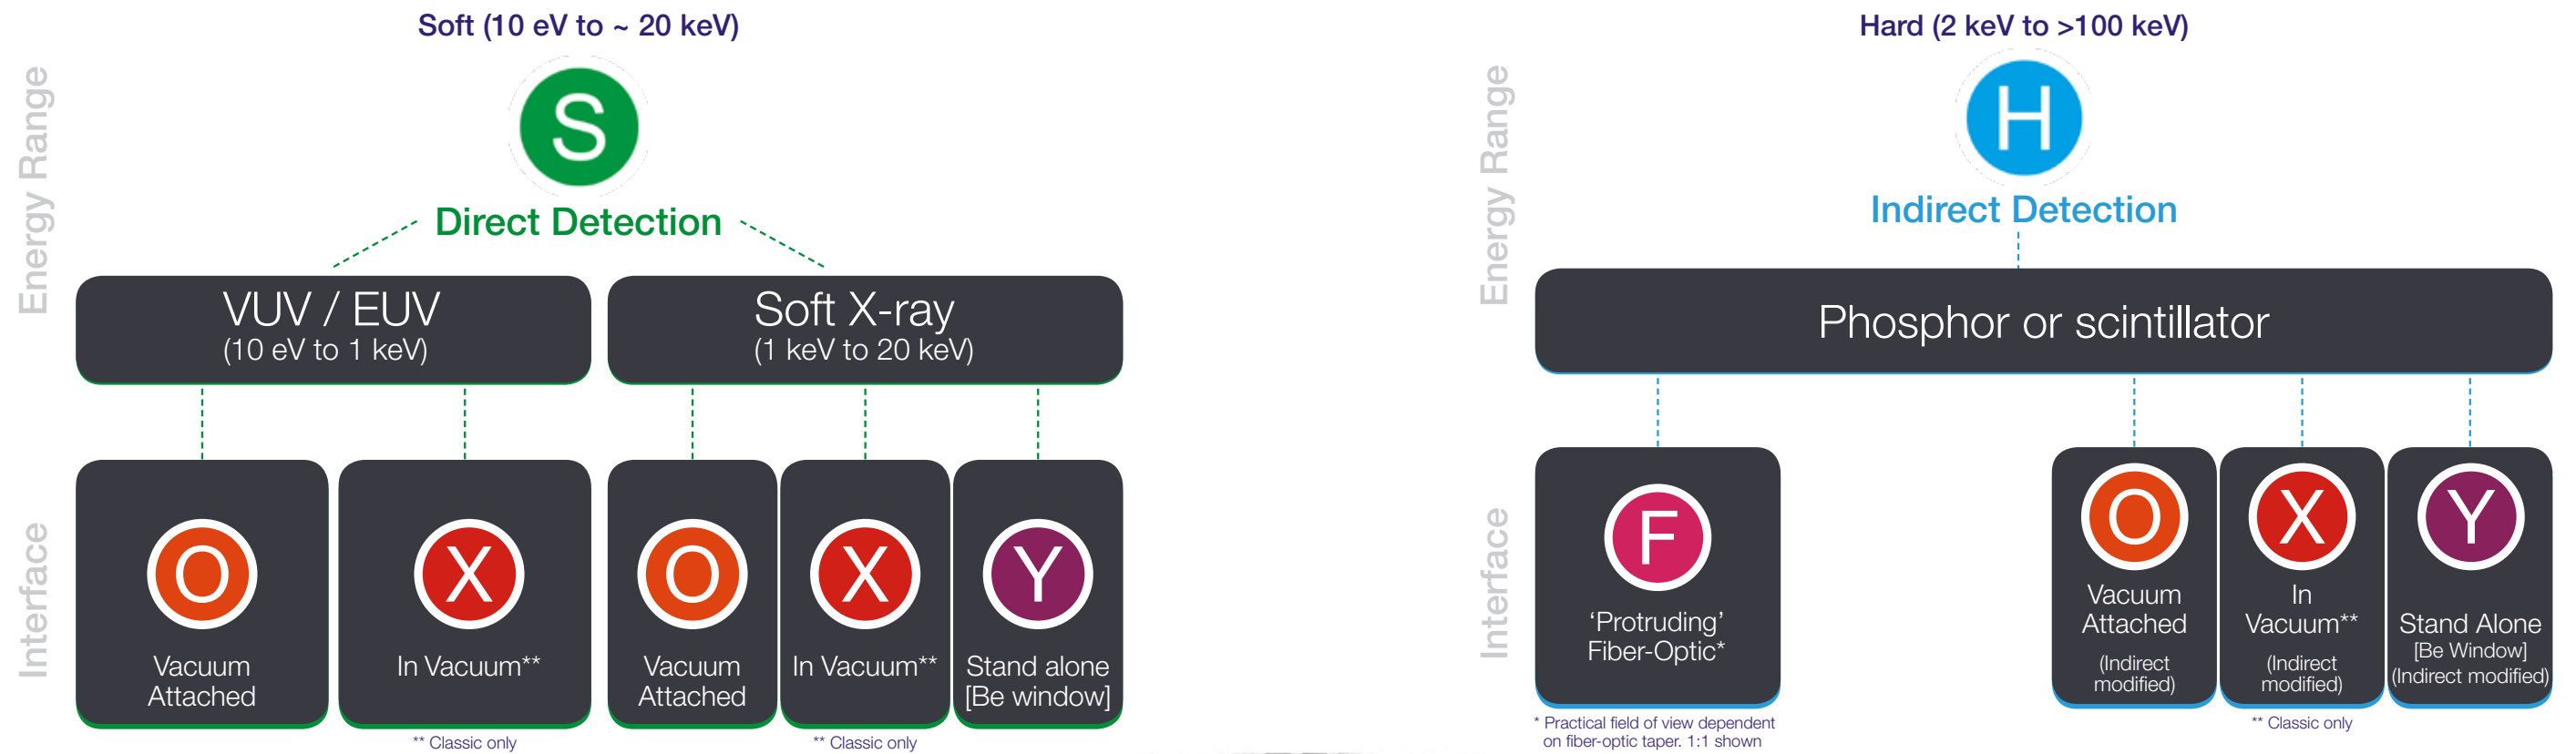 Soft (10 eV to ~ 20 keV)
Energy Range
S
Direct Detection
VUV / EUV
(10 eV to 1 keV)
Soft X-ray
(1 keV to 20 keV)
Interface
O
Vacuum
Attached
X
In Vacuum**
** Classic only
O
Vacuum
Attached
X
In Vacuum**
** Classic only
Y
Stand alone
[Be window]
Hard (2 keV to >100 keV)
Energy Range
H
Indirect Detection
Phosphor or scintillator
Interface
F
‘Protruding’
Fiber-Optic*
* Practical field of view dependent
on fiber-optic taper. 1:1 shown
O
Vacuum
Attached
(Indirect
modified)
X
In
Vacuum**
(Indirect
modified)
** Classic only
Y
Stand Alone
[Be Window]
(Indirect modified)